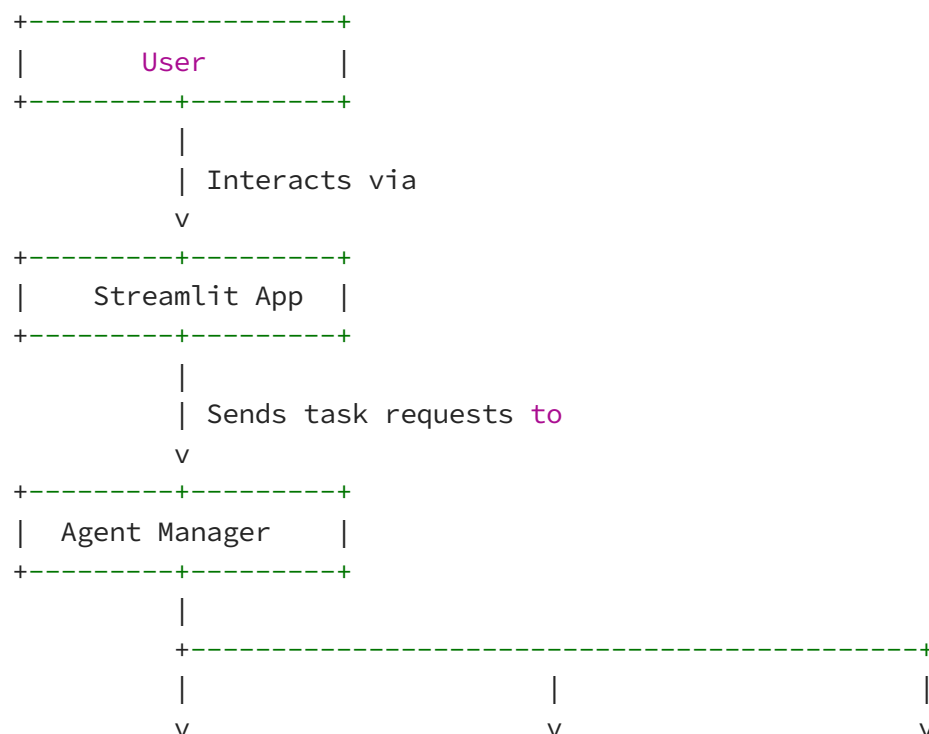 +-------------------+
|       User        |
+---------+---------+
          |
          | Interacts via
          v
+---------+---------+
|    Streamlit App  |
+---------+---------+
          |
          | Sends task requests to
          v
+---------+---------+
|  Agent Manager    |
+---------+---------+
          |
          +---------------------------------------------+
          |                      |                      |
          v                      v                      v